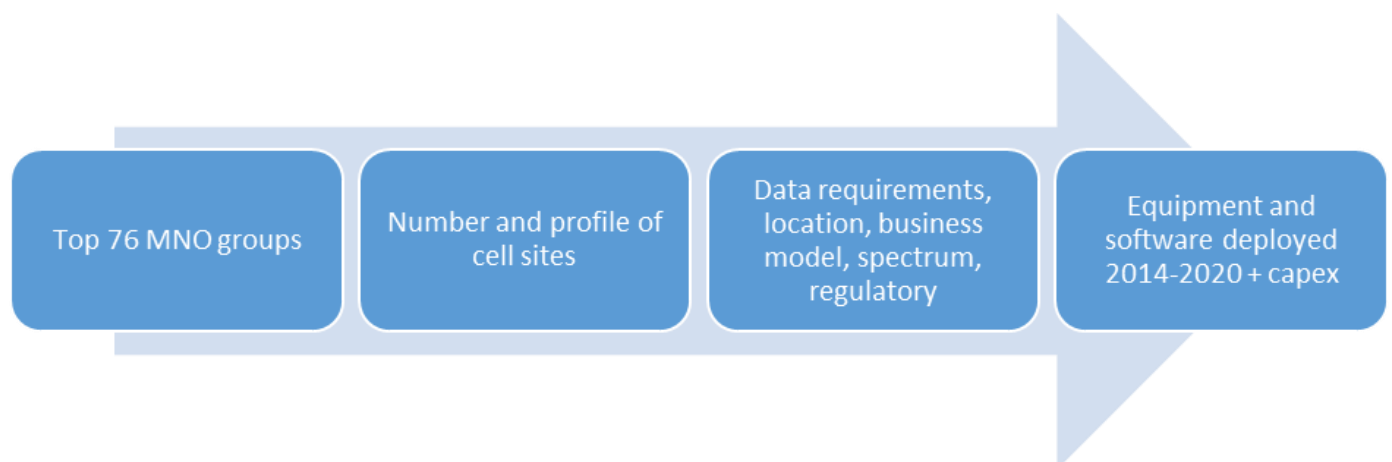 Top 76 MNO groups
Number and profile of
cell sites
Data requirements,
location, business
model, spectrum,
regulatory
Equipment and
software deployed
2014-2020 + capex